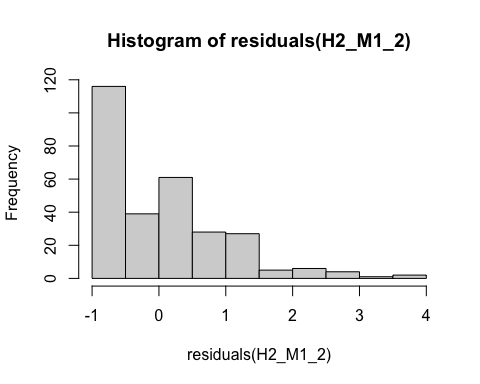 Histogram of residuals(H2_M1_2)
Frequency
120
80
60
40
20
0
-1 0 1 2 3 4
residuals(H2_M1_2)